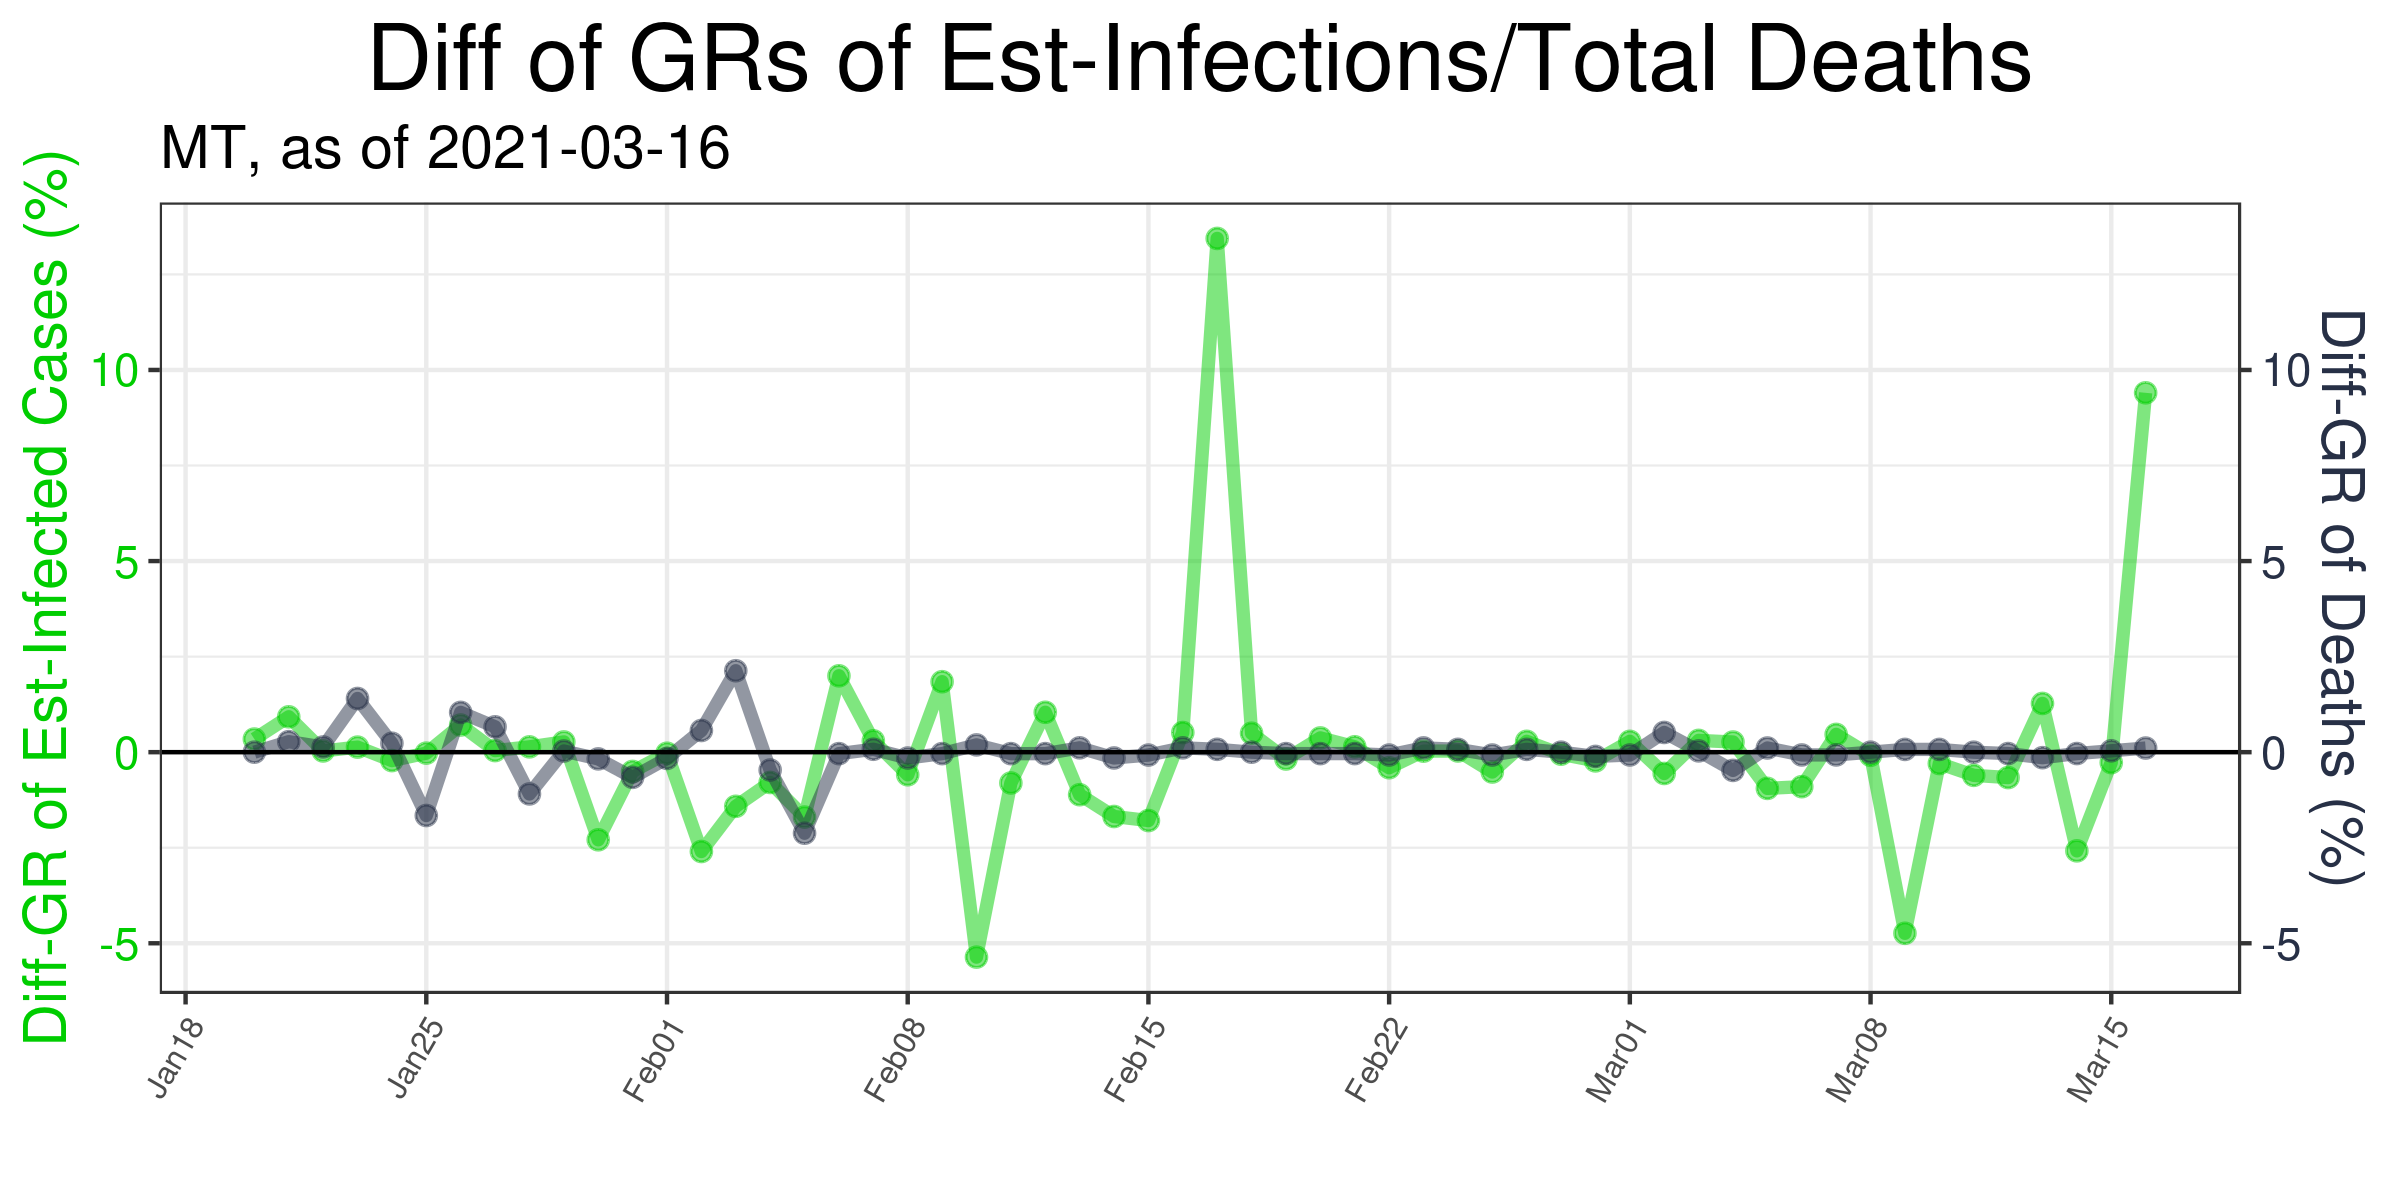 Diff of GRs of Est-Infections/Total Deaths
MT, as of 2021-03-16
Diff-GR of Est-Infected Cases (%)
10
5
0
-5
10
5
0
-5
Diff-GR of Deaths (%)
Jan18
Jan25
Feb01
Feb08
Feb15
Feb22
Mar01
Mar08
Mar15